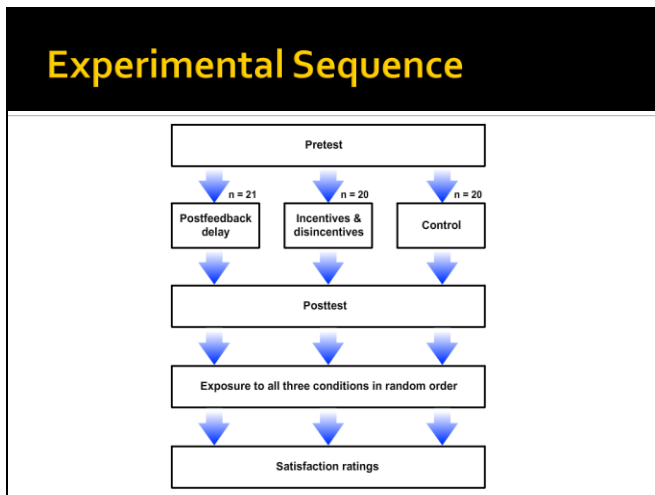 Experimental Sequence
Pretest
n = 21
n = 20
n = 20
Postfeedback
delay
Incentives &
disincentives
Control
Posttest
Exposure to all three conditions in random order
Satisfaction ratings